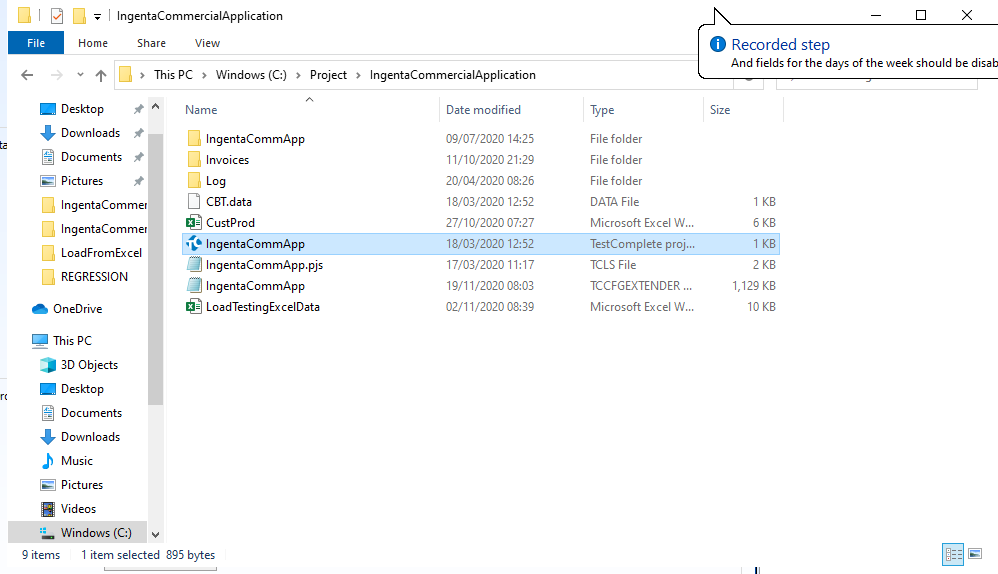 IngentaCommercialApplication
File Home Share View
Recorded step
And fields for the days of the week should be disab
This PC Windows (C:) Project IngentaCommercialApplication
Name Date modified Type Size
Desktop
Downloads
Documents
Pictures
IngentaCommer
IngentaCommer
LoadFromExcel
REGRESSION
OneDrive
This PC
3D Objects
Desktop
Documents
Downloads
Music
Pictures
Videos
Windows (C:)
IngentaCommApp 09/07/2020 14:25 File folder
Invoices 11/10/2020 21:29 File folder
Log 20/04/2020 08:26 File folder
CBT.data 18/03/2020 12:52 DATA File 1 KB
CustProd 27/10/2020 07:27 Microsoft Excel W... 6 KB
IngentaCommApp 18/03/2020 12:52 TestComplete proj... 1 KB
IngentaCommApp.pjs 17/03/2020 11:17 TCLS File 2 KB
IngentaCommApp 19/11/2020 08:03 TCCFGEXTENDER ... 1,129 KB
LoadTestingExcelData 02/11/2020 08:39 Microsoft Excel W... 10 KB
9 items 1 item selected 895 bytes